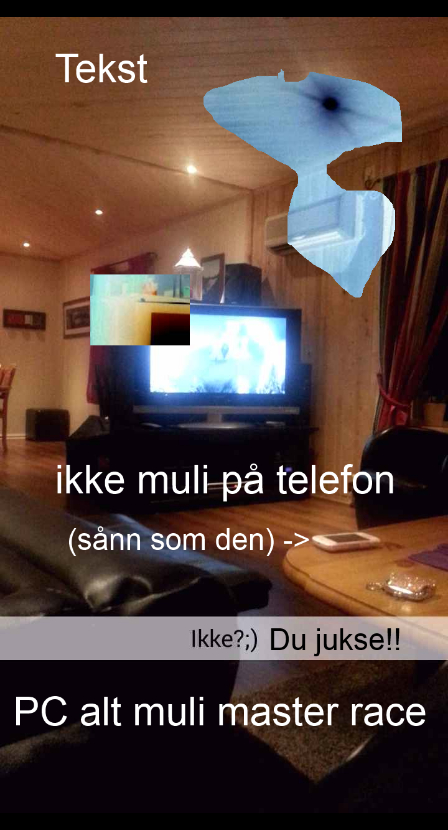 Tekst
ikke muli på telefon
(sånn som den) ->
Ikke?;) Du jukse!!
PC alt muli master race